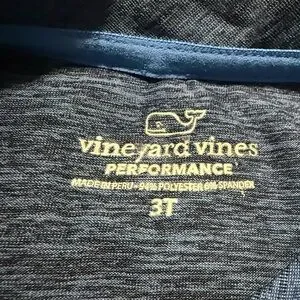 vineyard vines
PERFORMANCE
MADE IN PERU • 94% POLYESTER 6% SPANDEX
3T